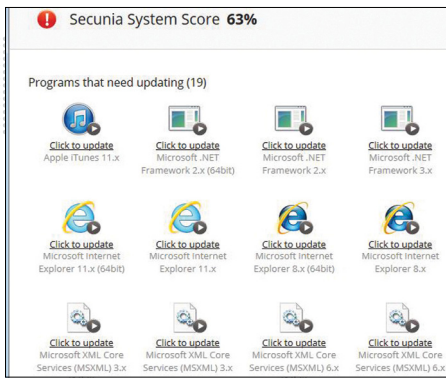 Secunia System Score 63%
Programs that need updating (19)
Click to update
Apple iTunes 11.x
Click to update
Microsoft .NET
Framework 2.x (64bit)
Click to update
Microsoft .NET
Framework 2.x
Click to update
Microsoft .NET
Framework 3.x
Click to update
Microsoft Internet
Explorer 11.x (64bit)
Click to update
Microsoft Internet
Explorer 11.x
Click to update
Microsoft Internet
Explorer 8.x (64bit)
Click to update
Microsoft Internet
Explorer 8.x
Click to update
Microsoft XML Core
Services (MSXML) 3.x
Click to update
Microsoft XML Core
Services (MSXML) 3.x
Click to update
Microsoft XML Core
Services (MSXML) 6.x
Click to update
Microsoft XML Core
Services (MSXML) 6.x